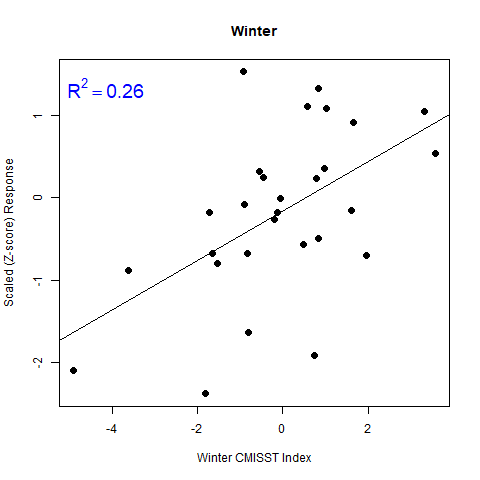 Winter
R² = 0.26
Scaled (Z-score) Response
1
0
-1
-2
-4
-2
0
2
Winter CMISST Index